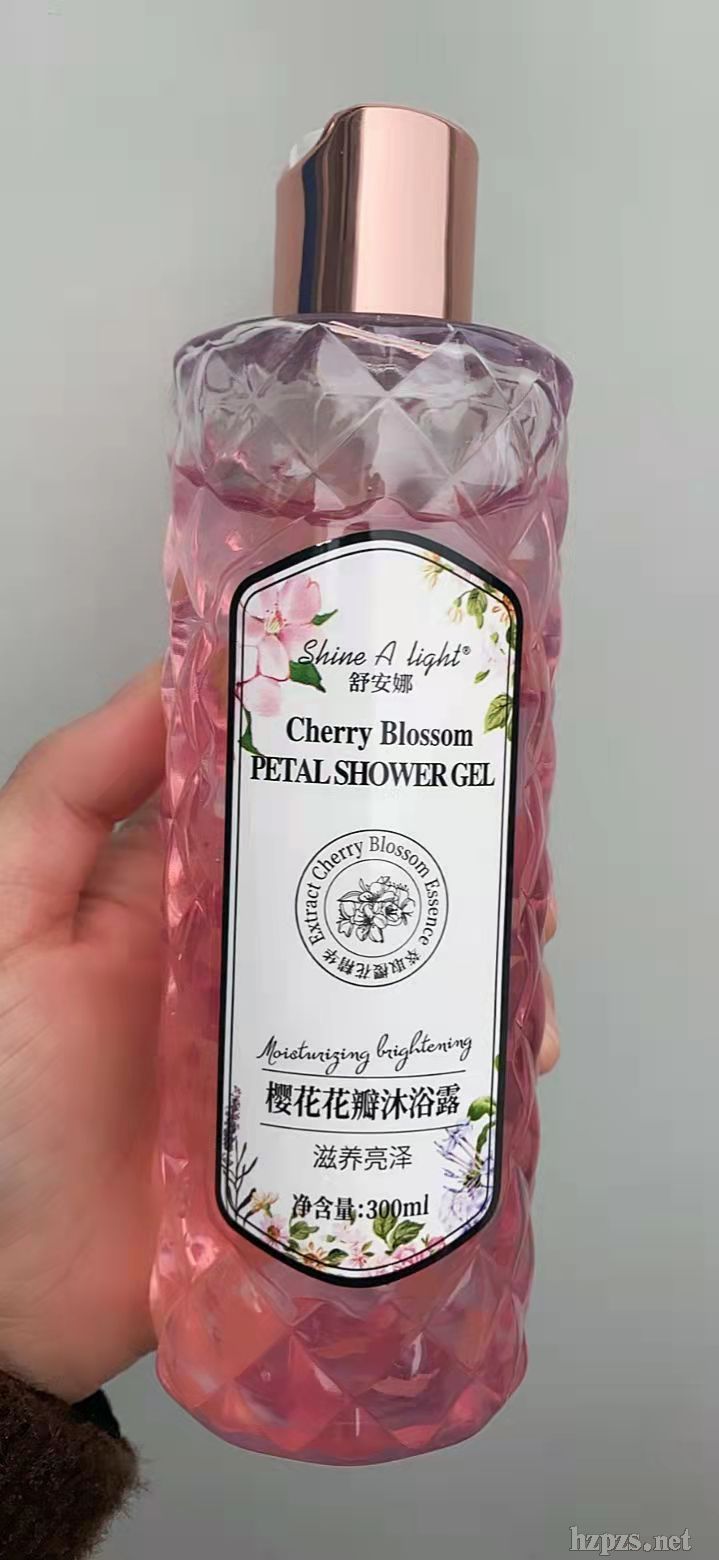 Shine A light®
舒安娜
Cherry Blossom
PETAL SHOWER GEL
Extract Cherry Blossom Essence
萃取樱花精华
Moisturizing brightening
樱花花瓣沐浴露
滋养亮泽
净含量:300ml
hzpzs.net